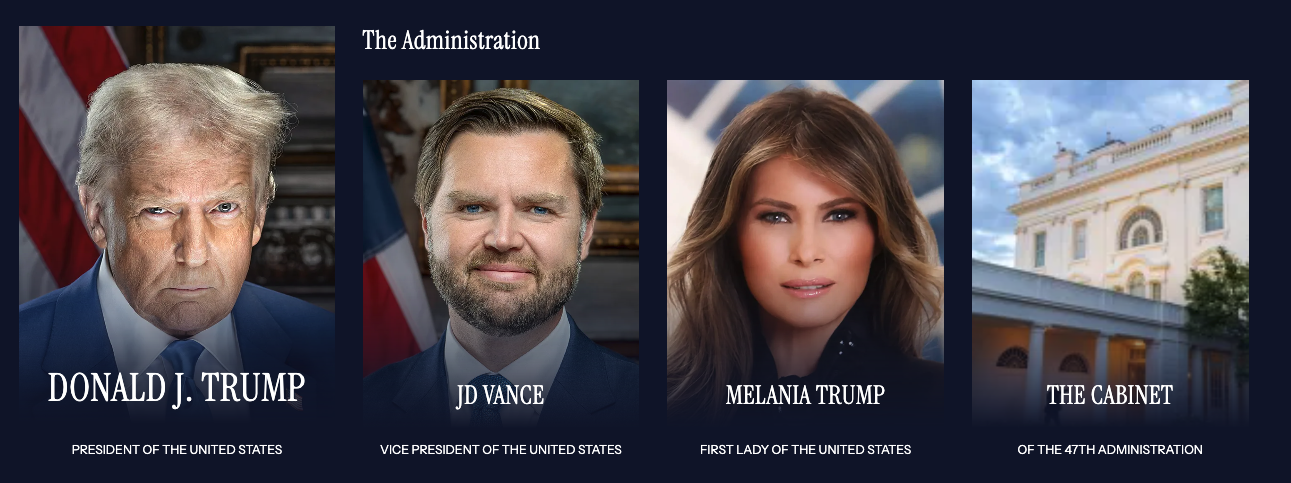 The Administration
DONALD J. TRUMP
PRESIDENT OF THE UNITED STATES
JD VANCE
VICE PRESIDENT OF THE UNITED STATES
MELANIA TRUMP
FIRST LADY OF THE UNITED STATES
THE CABINET
OF THE 47TH ADMINISTRATION